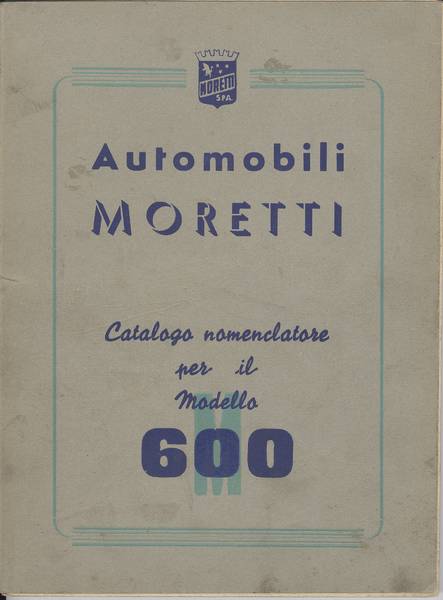 MORETTI
S.P.A.
Automobili
MORETTI
Catalogo nomenclatore
per il
Modello
M
600